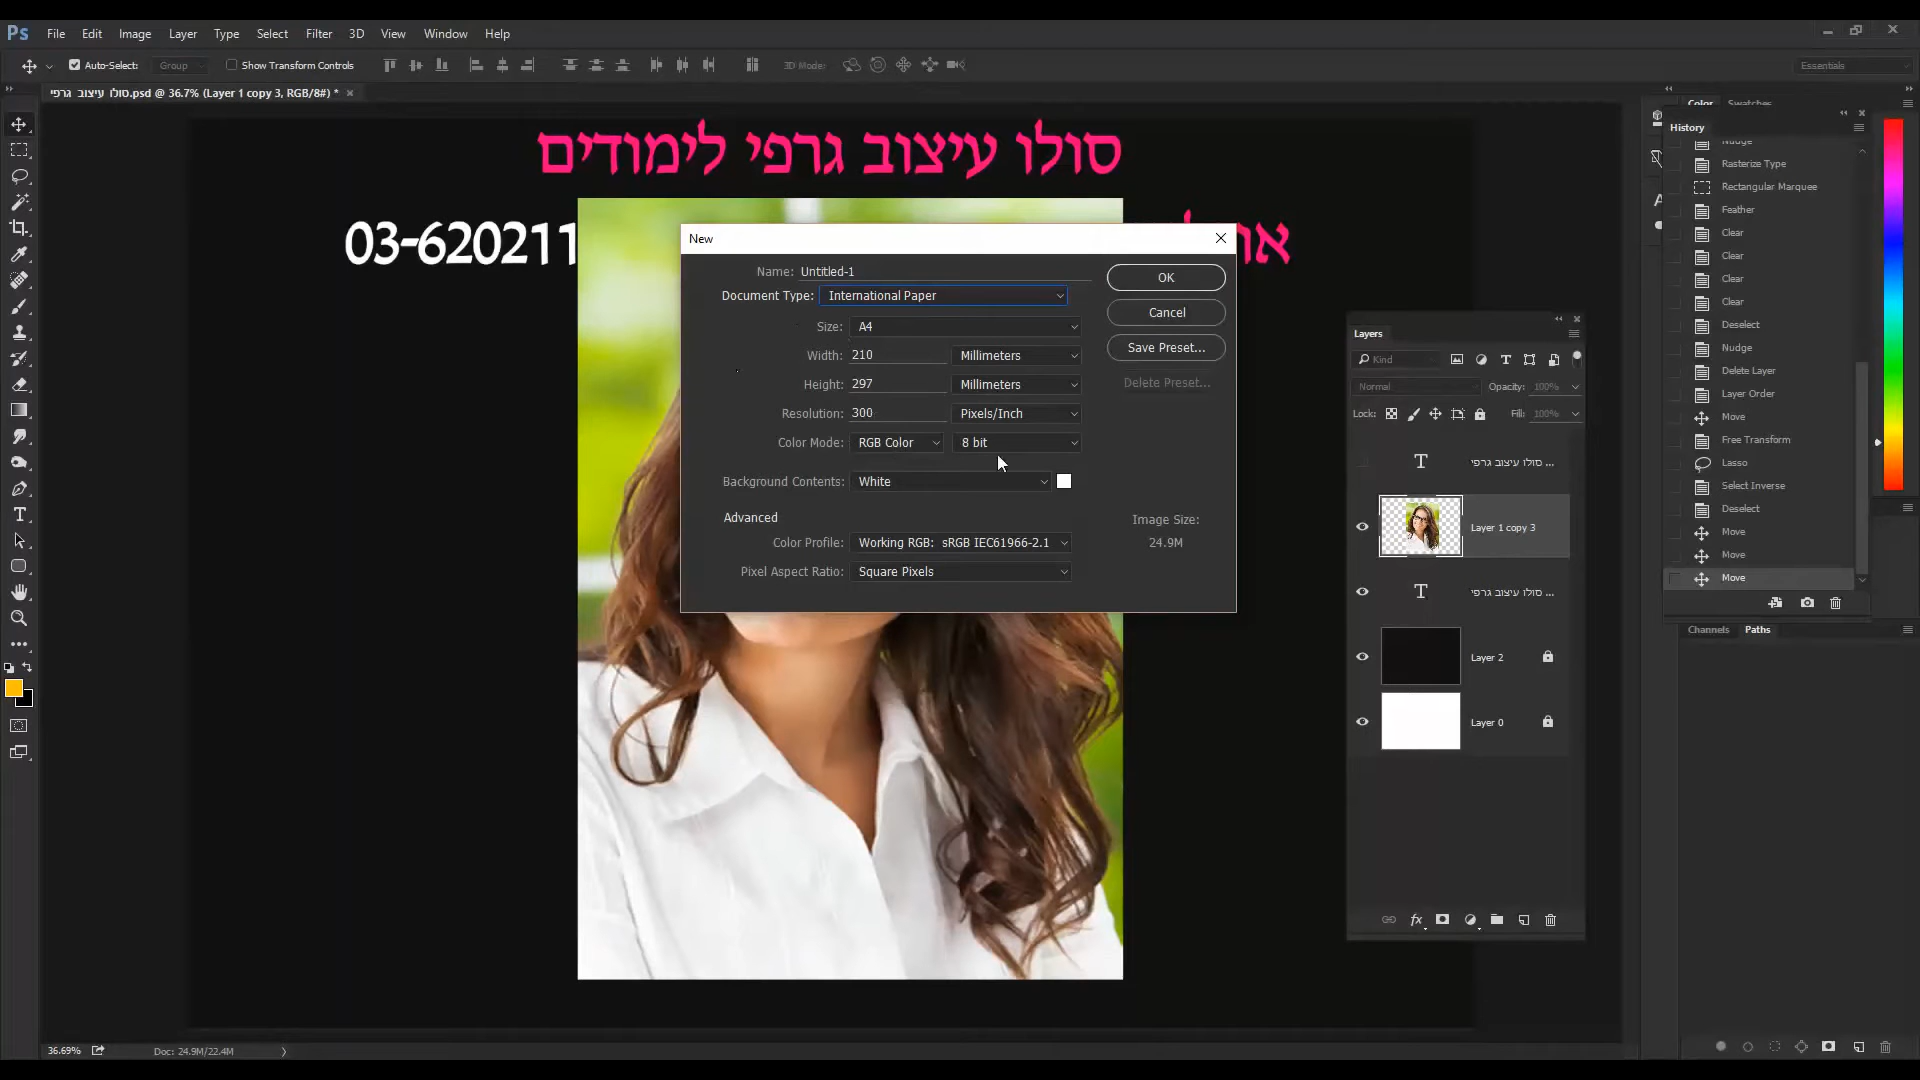 Ps File Edit Image Layer Type Select Filter 3D View Window Help
Auto-Select: Group Show Transform Controls 3D Mode: Essentials
סולו עיצוב גרפי.psd @ 36.7% (Layer 1 copy 3, RGB/8#) *
Color Swatches
History
Nudge
Rasterize Type
Rectangular Marquee
Feather
Clear
Clear
Clear
Clear
Deselect
Nudge
Delete Layer
Layer Order
Move
Free Transform
Lasso
Select Inverse
Deselect
Move
Move
Move
Channels Paths
סולו עיצוב גרפי לימודים
03-620211
New
Name: Untitled-1
Document Type: International Paper
Size: A4
Width: 210 Millimeters
Height: 297 Millimeters
Resolution: 300 Pixels/Inch
Color Mode: RGB Color 8 bit
Background Contents: White
Advanced
Color Profile: Working RGB: sRGB IEC61966-2.1
Pixel Aspect Ratio: Square Pixels
OK
Cancel
Save Preset...
Delete Preset...
Image Size:
24.9M
Layers
Kind
Normal Opacity: 100%
Lock: Fill: 100%
T סולו עיצוב גרפי ...
Layer 1 copy 3
T סולו עיצוב גרפי ...
Layer 2
Layer 0
fx
36.69% Doc: 24.9M/22.4M